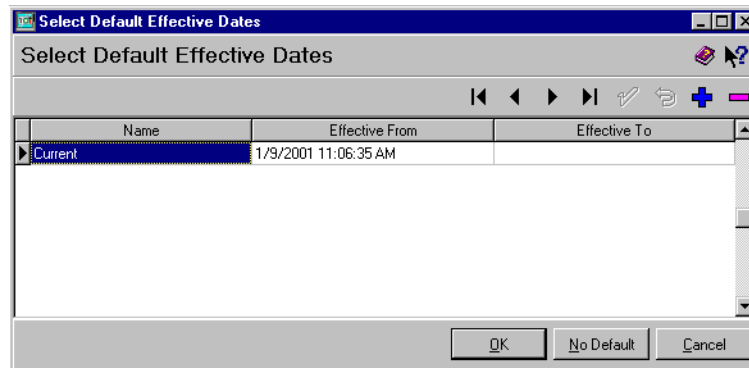 Select Default Effective Dates
Select Default Effective Dates
Name Effective From Effective To
Current 1/9/2001 11:06:35 AM
OK No Default Cancel